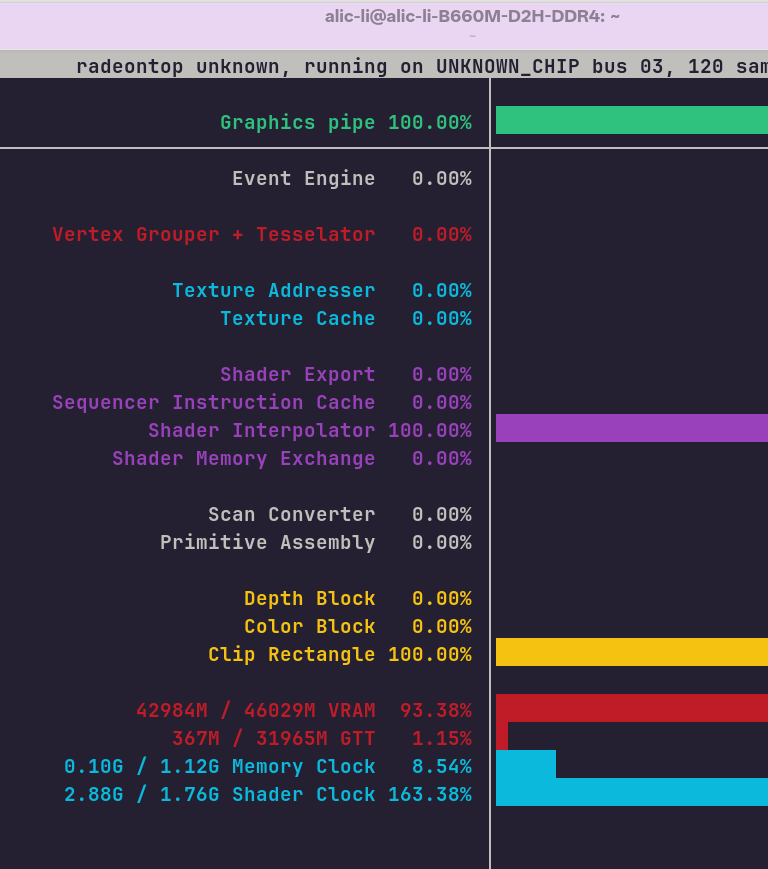 alic-li@alic-li-B660M-D2H-DDR4: ~
~
radeontop unknown, running on UNKNOWN_CHIP bus 03, 120 sam
Graphics pipe 100.00%
Event Engine 0.00%
Vertex Grouper + Tesselator 0.00%
Texture Addresser 0.00%
Texture Cache 0.00%
Shader Export 0.00%
Sequencer Instruction Cache 0.00%
Shader Interpolator 100.00%
Shader Memory Exchange 0.00%
Scan Converter 0.00%
Primitive Assembly 0.00%
Depth Block 0.00%
Color Block 0.00%
Clip Rectangle 100.00%
42984M / 46029M VRAM 93.38%
367M / 31965M GTT 1.15%
0.10G / 1.12G Memory Clock 8.54%
2.88G / 1.76G Shader Clock 163.38%